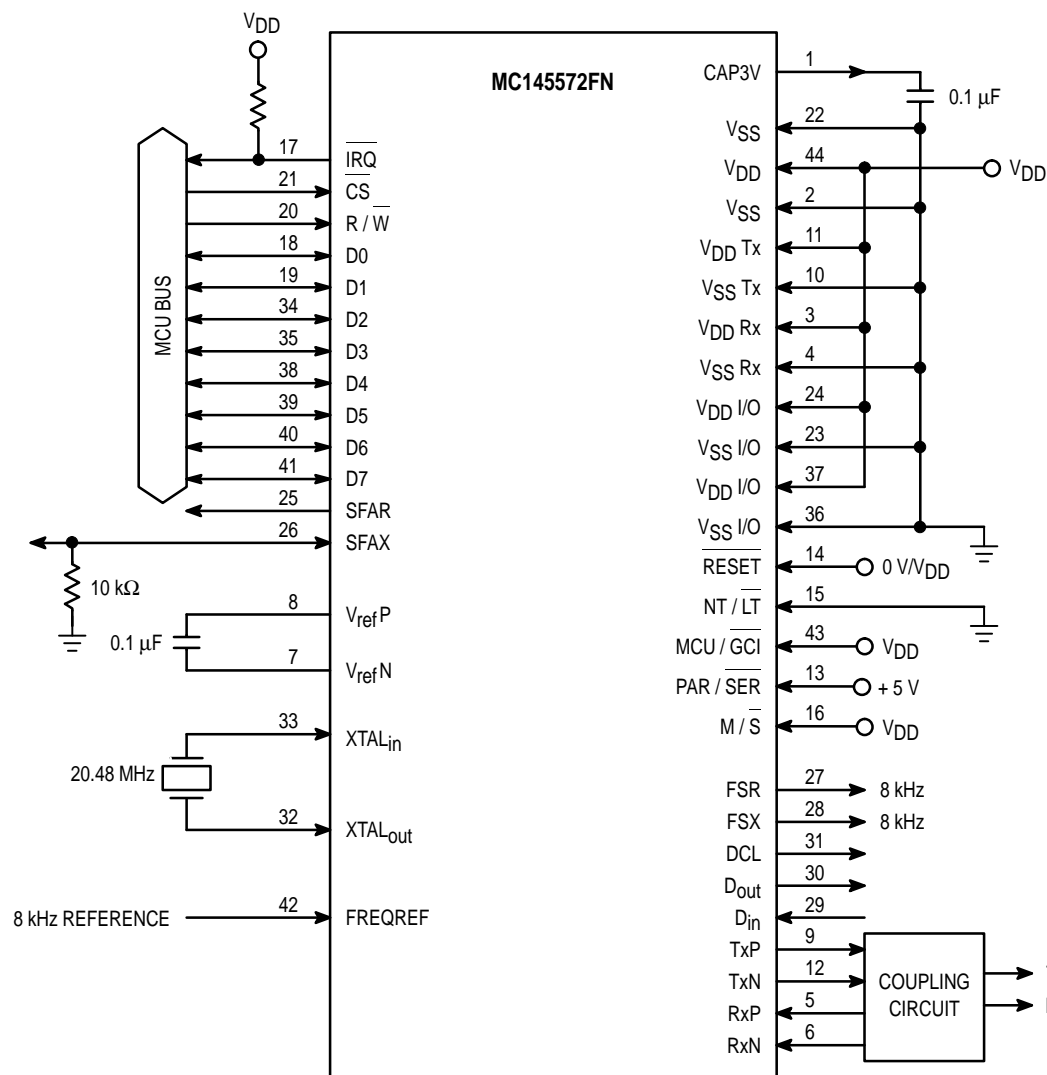 VDD
MC145572FN
17 IRQ
21 CS
20 R / W
18 D0
19 D1
34 D2
35 D3
38 D4
39 D5
40 D6
41 D7
25 SFAR
26 SFAX
MCU BUS
10 kΩ
8 VrefP
0.1 µF
7 VrefN
33 XTALin
20.48 MHz
32 XTALout
8 kHz REFERENCE 42 FREQREF
CAP3V 1
0.1 µF
VSS 22
VDD 44 VDD
VSS 2
VDD Tx 11
VSS Tx 10
VDD Rx 3
VSS Rx 4
VDD I/O 24
VSS I/O 23
VDD I/O 37
VSS I/O 36
RESET 14 0 V/VDD
NT / LT 15
MCU / GCI 43 VDD
PAR / SER 13 + 5 V
M / S 16 VDD
FSR 27 8 kHz
FSX 28 8 kHz
DCL 31
Dout 30
Din 29
TxP 9
TxN 12
RxP 5
RxN 6
COUPLING
CIRCUIT